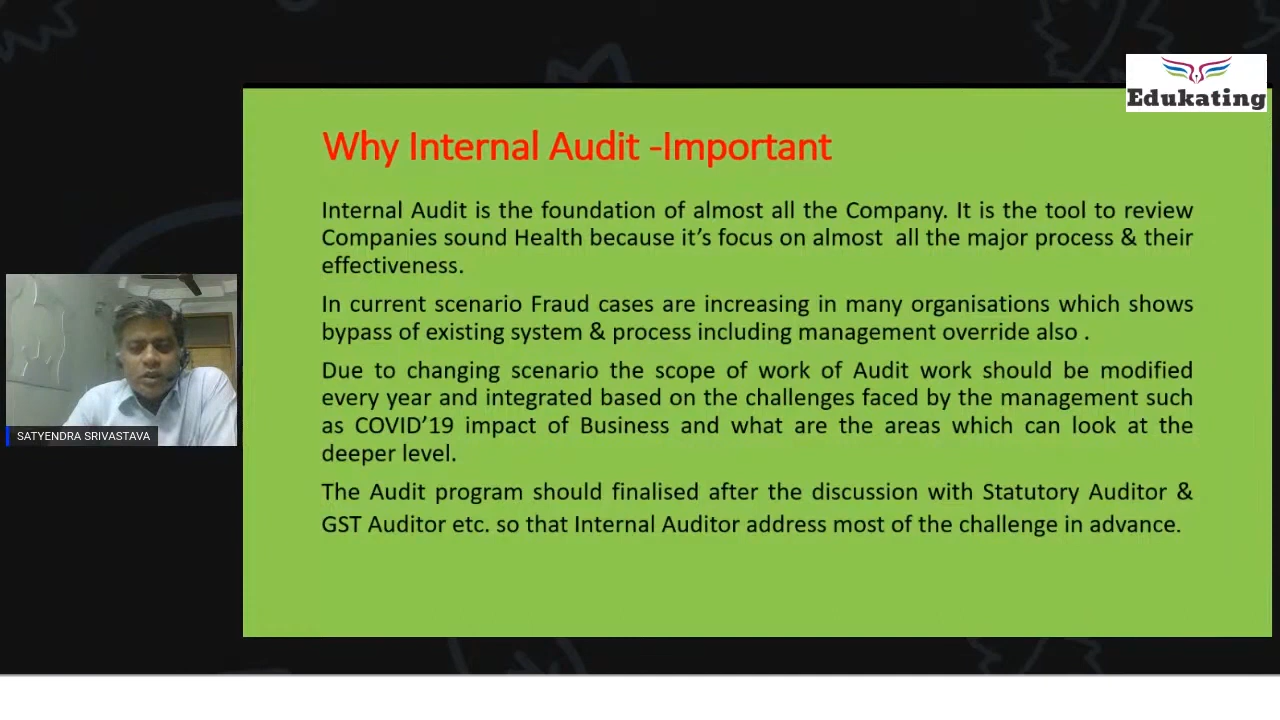 Edukating
Why Internal Audit -Important
Internal Audit is the foundation of almost all the Company. It is the tool to review
Companies sound Health because it’s focus on almost  all the major process & their
effectiveness.
In current scenario Fraud cases are increasing in many organisations which shows
bypass of existing system & process including management override also .
Due to changing scenario the scope of work of Audit work should be modified
every year and integrated based on the challenges faced by the management such
as COVID’19 impact of Business and what are the areas which can look at the
deeper level.
The Audit program should finalised after the discussion with Statutory Auditor &
GST Auditor etc. so that Internal Auditor address most of the challenge in advance.
SATYENDRA SRIVASTAVA